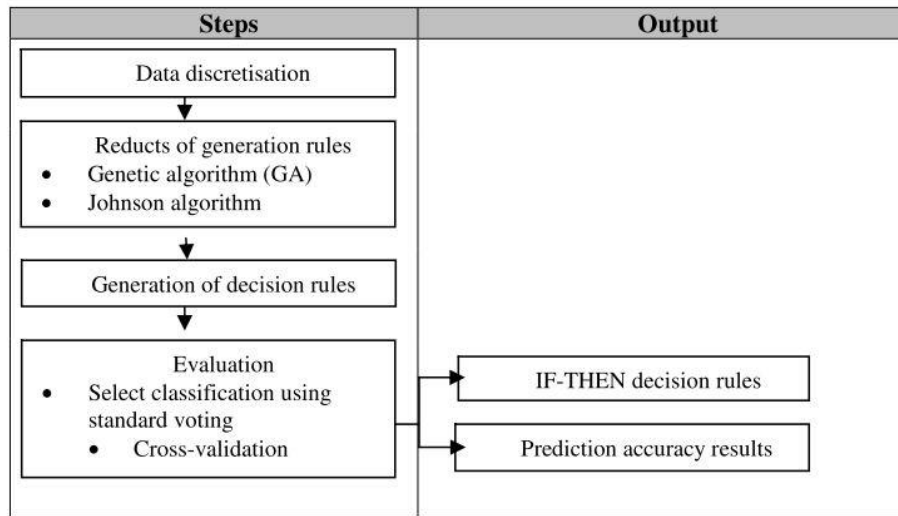 Steps
Output
Data discretisation
Reducts of generation rules
• Genetic algorithm (GA)
• Johnson algorithm
Generation of decision rules
Evaluation
• Select classification using
standard voting
• Cross-validation
IF-THEN decision rules
Prediction accuracy results